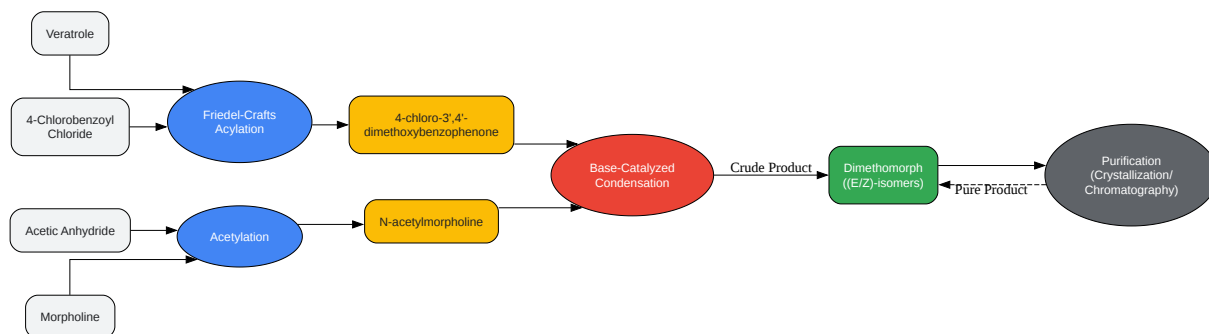 Veratrole
4-Chlorobenzoyl
Chloride
Friedel-Crafts
Acylation
4-chloro-3',4'-
dimethoxybenzophenone
Acetic Anhydride
Morpholine
Acetylation
N-acetylmorpholine
Base-Catalyzed
Condensation
Crude Product
Dimethomorph
((E/Z)-isomers)
Pure Product
Purification
(Crystallization/
Chromatography)